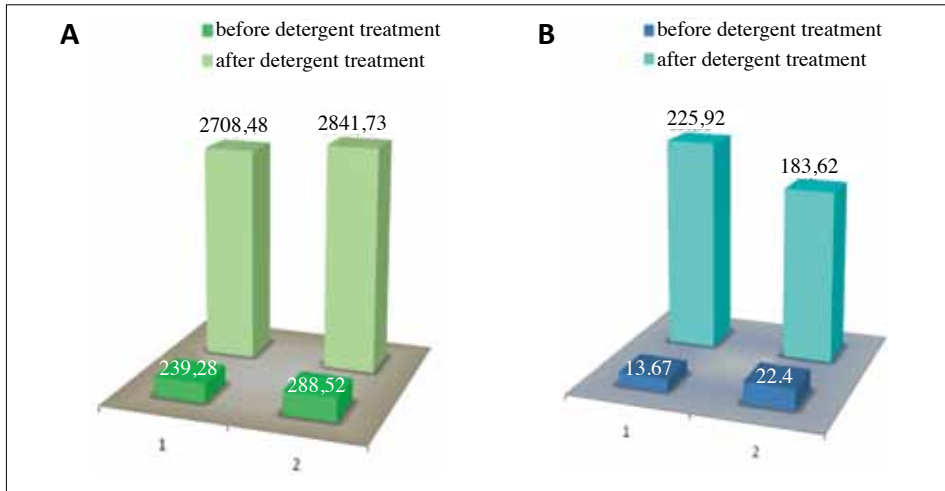 A
before detergent treatment
after detergent treatment
2708,48
2841,73
239,28
288,52
1
2
B
before detergent treatment
after detergent treatment
225,92
183,62
13.67
22.4
1
2